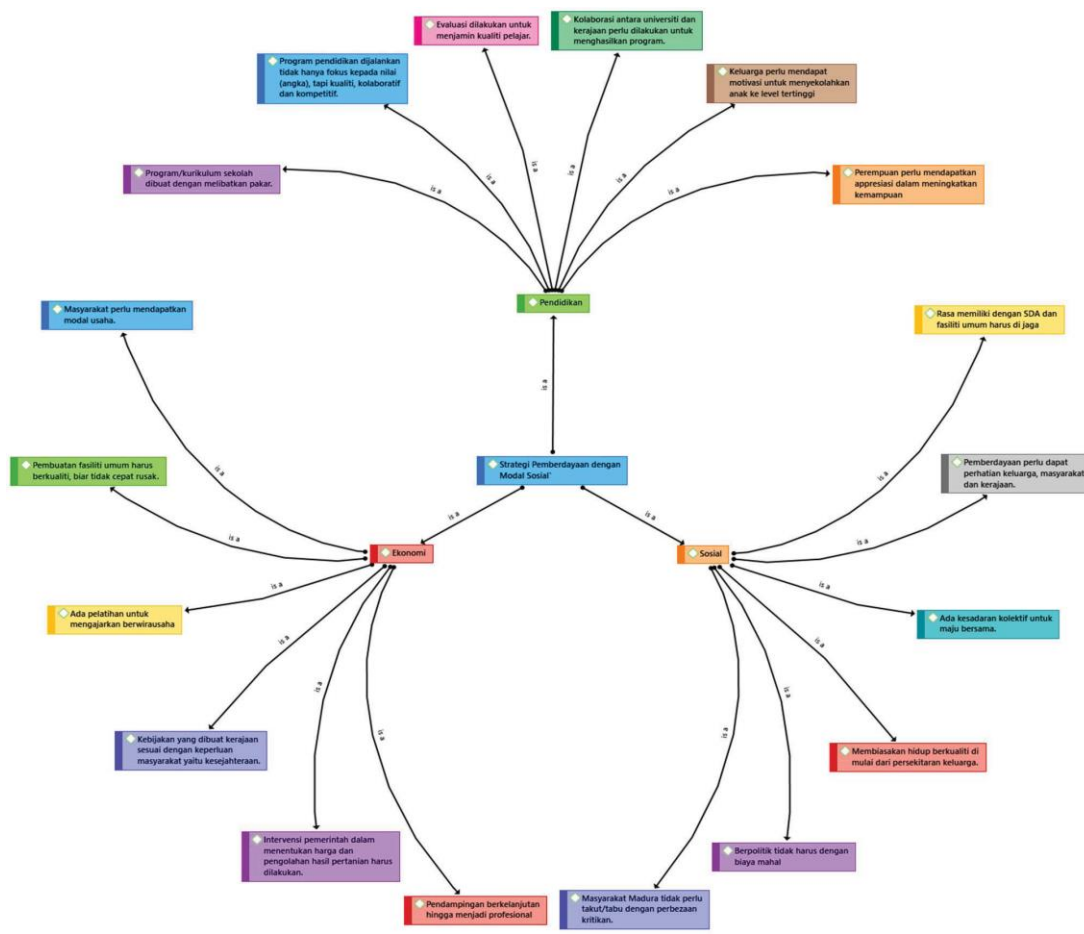 Evaluasi dilakukan untuk
menjamin kualiti pelajar.
Kolaborasi antara universiti dan
kerajaan perlu dilakukan untuk
menghasilkan program.
Program pendidikan dijalankan
tidak hanya fokus kepada nilai
(angka), tapi kualiti, kolaboratif
dan kompetitif.
Keluarga perlu mendapat
motivasi untuk menyekolahkan
anak ke level tertinggi
Program/kurikulum sekolah
dibuat dengan melibatkan pakar.
Perempuan perlu mendapatkan
appresiasi dalam meningkatkan
kemampuan
is a
is a
is a
is a
is a
is a
Pendidikan
Masyarakat perlu mendapatkan
modal usaha.
Rasa memiliki dengan SDA dan
fasiliti umum harus di jaga
is a
is a
is a
Pembuatan fasiliti umum harus
berkualiti, biar tidak cepat rusak.
Strategi Pemberdayaan dengan
Modal Sosial`
Pemberdayaan perlu dapat
perhatian keluarga, masyarakat
dan kerajaan.
is a
is a
is a
is a
is a
Ekonomi
Sosial
is a
is a
Ada pelatihan untuk
mengajarkan berwirausaha
Ada kesadaran kolektif untuk
maju bersama.
is a
is a
is a
is a
is a
is a
Kebijakan yang dibuat kerajaan
sesuai dengan keperluan
masyarakat yaitu kesejahteraan.
Membiasakan hidup berkualiti di
mulai dari persekitaran keluarga.
Intervensi pemerintah dalam
menentukan harga dan
pengolahan hasil pertanian harus
dilakukan.
Berpolitik tidak harus dengan
biaya mahal
Pendampingan berkelanjutan
hingga menjadi profesional
Masyarakat Madura tidak perlu
takut/tabu dengan perbezaan
kritikan.